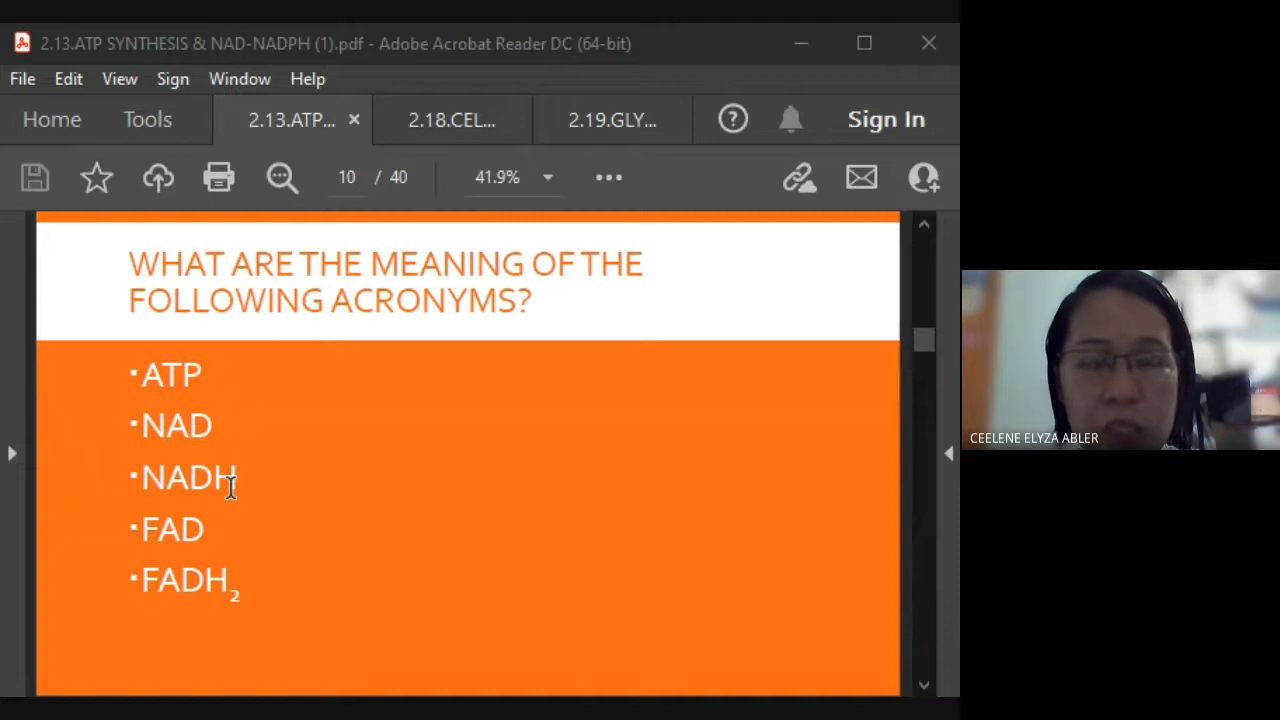 2.13.ATP SYNTHESIS & NAD-NADPH (1).pdf - Adobe Acrobat Reader DC (64-bit)
File Edit View Sign Window Help
Home Tools 2.13.ATP... × 2.18.CEL... 2.19.GLY... Sign In
10 / 40 41.9%
WHAT ARE THE MEANING OF THE
FOLLOWING ACRONYMS?
▪ATP
▪NAD
▪NADH
▪FAD
▪FADH₂
CEELENE ELYZA ABLER